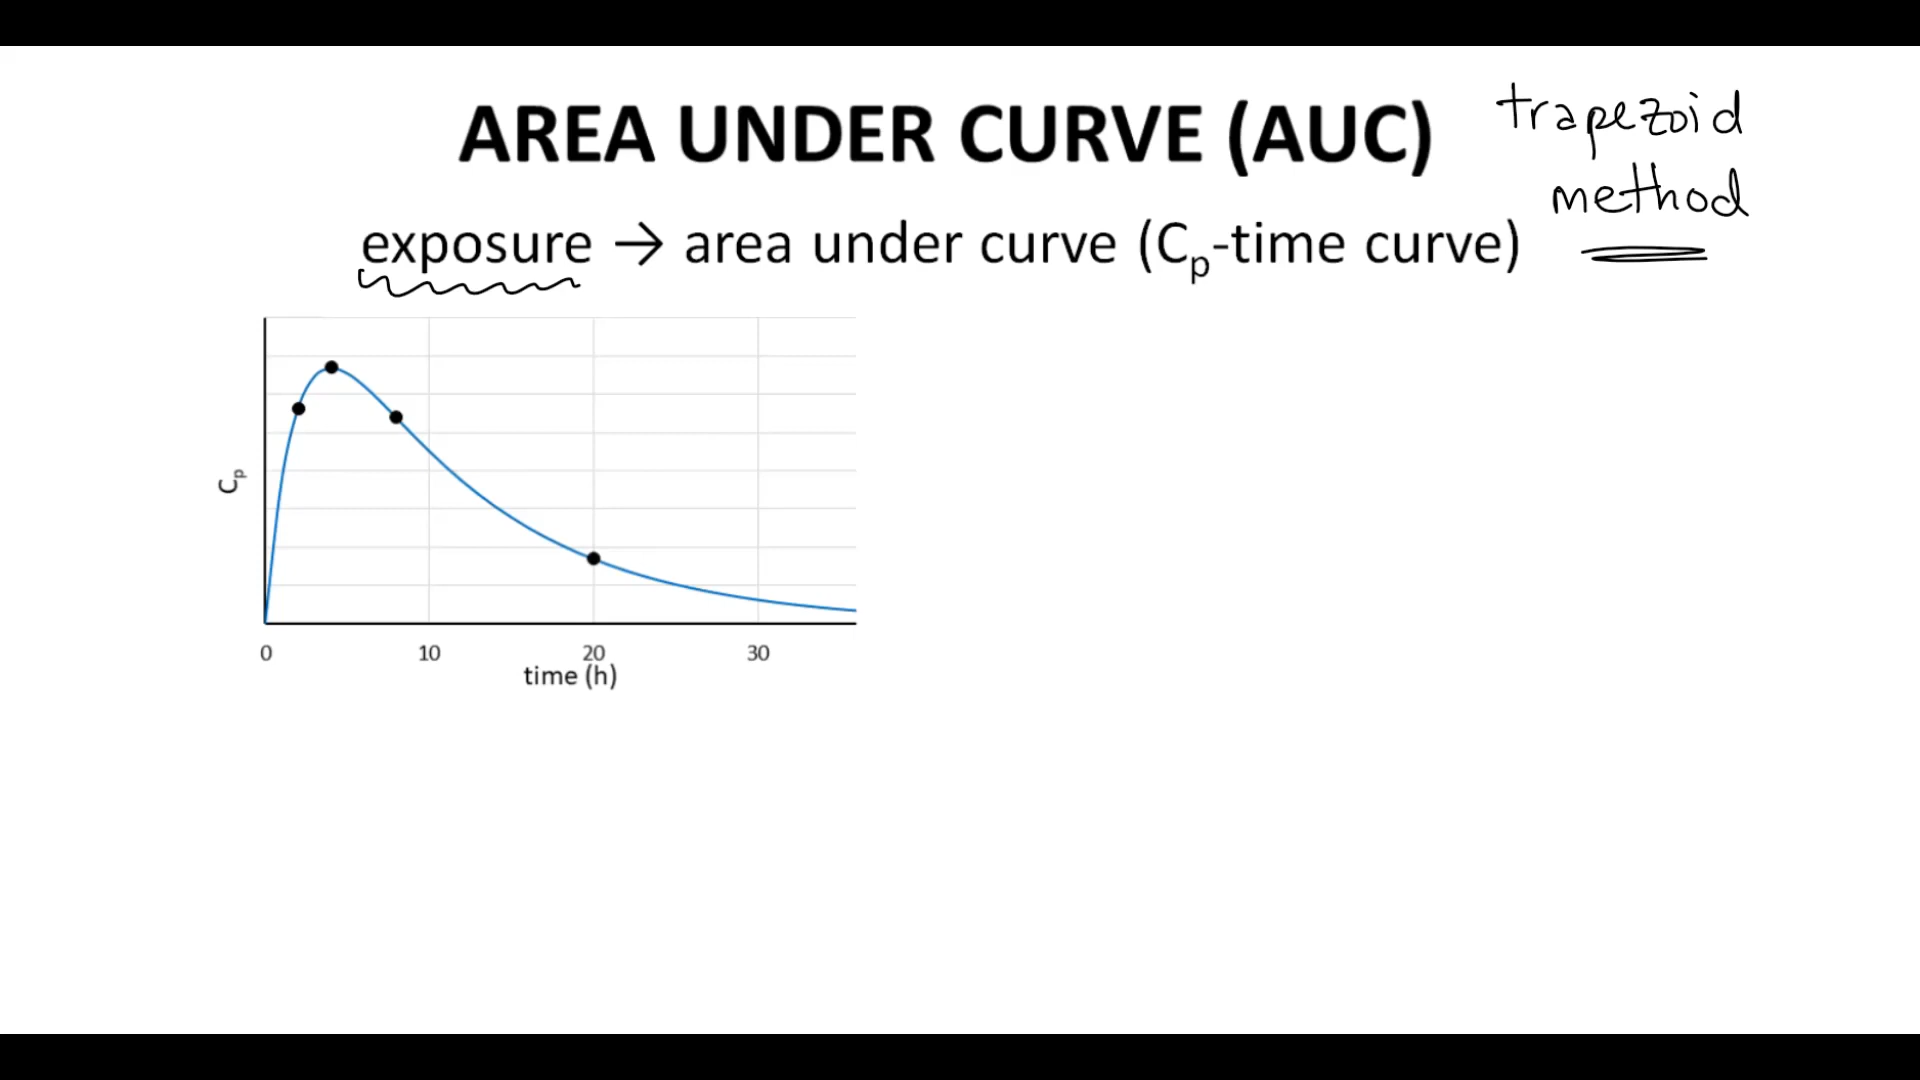 AREA UNDER CURVE (AUC)
trapezoid
method
exposure → area under curve (Cp-time curve)
Cp
0 10 20 30
time (h)